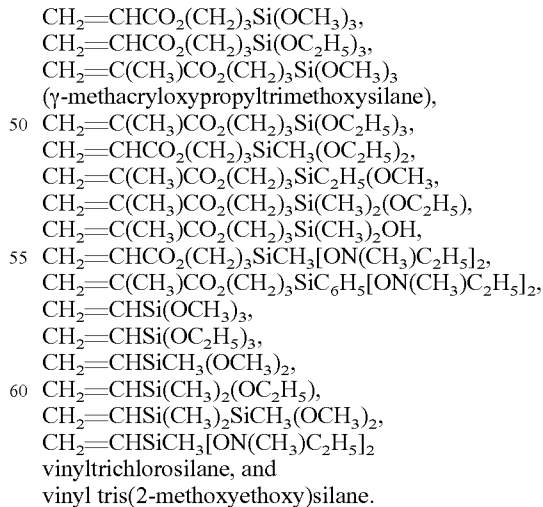 CH₂=CHCO₂(CH₂)₃Si(OCH₃)₃,
CH₂=CHCO₂(CH₂)₃Si(OC₂H₅)₃,
CH₂=C(CH₃)CO₂(CH₂)₃Si(OCH₃)₃
(γ-methacryloxypropyltrimethoxysilane),
50 CH₂=C(CH₃)CO₂(CH₂)₃Si(OC₂H₅)₃,
CH₂=CHCO₂(CH₂)₃SiCH₃(OC₂H₅)₂,
CH₂=C(CH₃)CO₂(CH₂)₃SiC₂H₅(OCH₃,
CH₂=C(CH₃)CO₂(CH₂)₃Si(CH₃)₂(OC₂H₅),
CH₂=C(CH₃)CO₂(CH₂)₃Si(CH₃)₂OH,
55 CH₂=CHCO₂(CH₂)₃SiCH₃[ON(CH₃)C₂H₅]₂,
CH₂=C(CH₃)CO₂(CH₂)₃SiC₆H₅[ON(CH₃)C₂H₅]₂,
CH₂=CHSi(OCH₃)₃,
CH₂=CHSi(OC₂H₅)₃,
CH₂=CHSiCH₃(OCH₃)₂,
60 CH₂=CHSi(CH₃)₂(OC₂H₅),
CH₂=CHSi(CH₃)₂SiCH₃(OCH₃)₂,
CH₂=CHSiCH₃[ON(CH₃)C₂H₅]₂
vinyltrichlorosilane, and
vinyl tris(2-methoxyethoxy)silane.